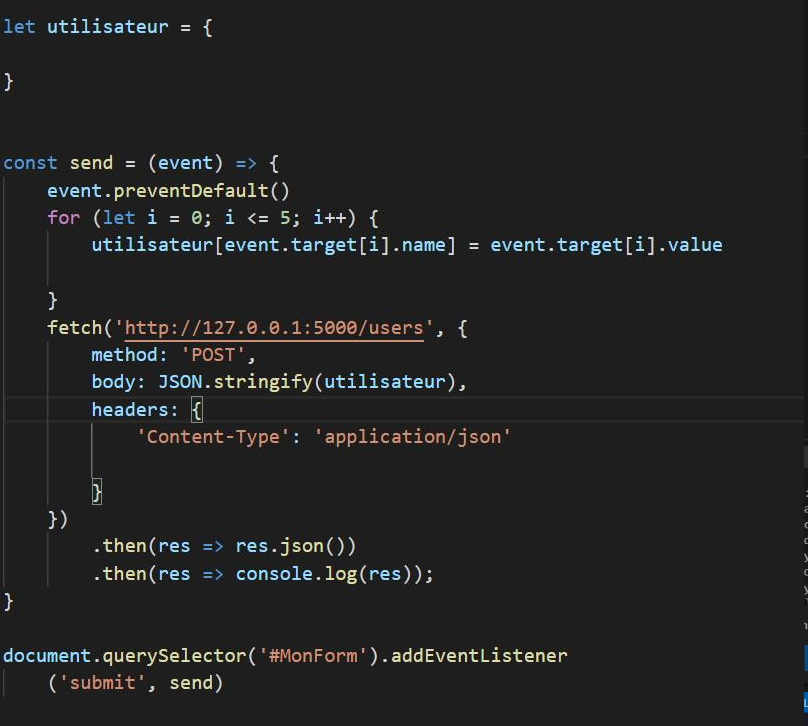 let utilisateur = {
}
const send = (event) => {
event.preventDefault()
for (let i = 0; i <= 5; i++) {
utilisateur[event.target[i].name] = event.target[i].value
}
fetch('http://127.0.0.1:5000/users', {
method: 'POST',
body: JSON.stringify(utilisateur),
headers: {
'Content-Type': 'application/json'
}
})
.then(res => res.json())
.then(res => console.log(res));
}
document.querySelector('#MonForm').addEventListener
('submit', send)